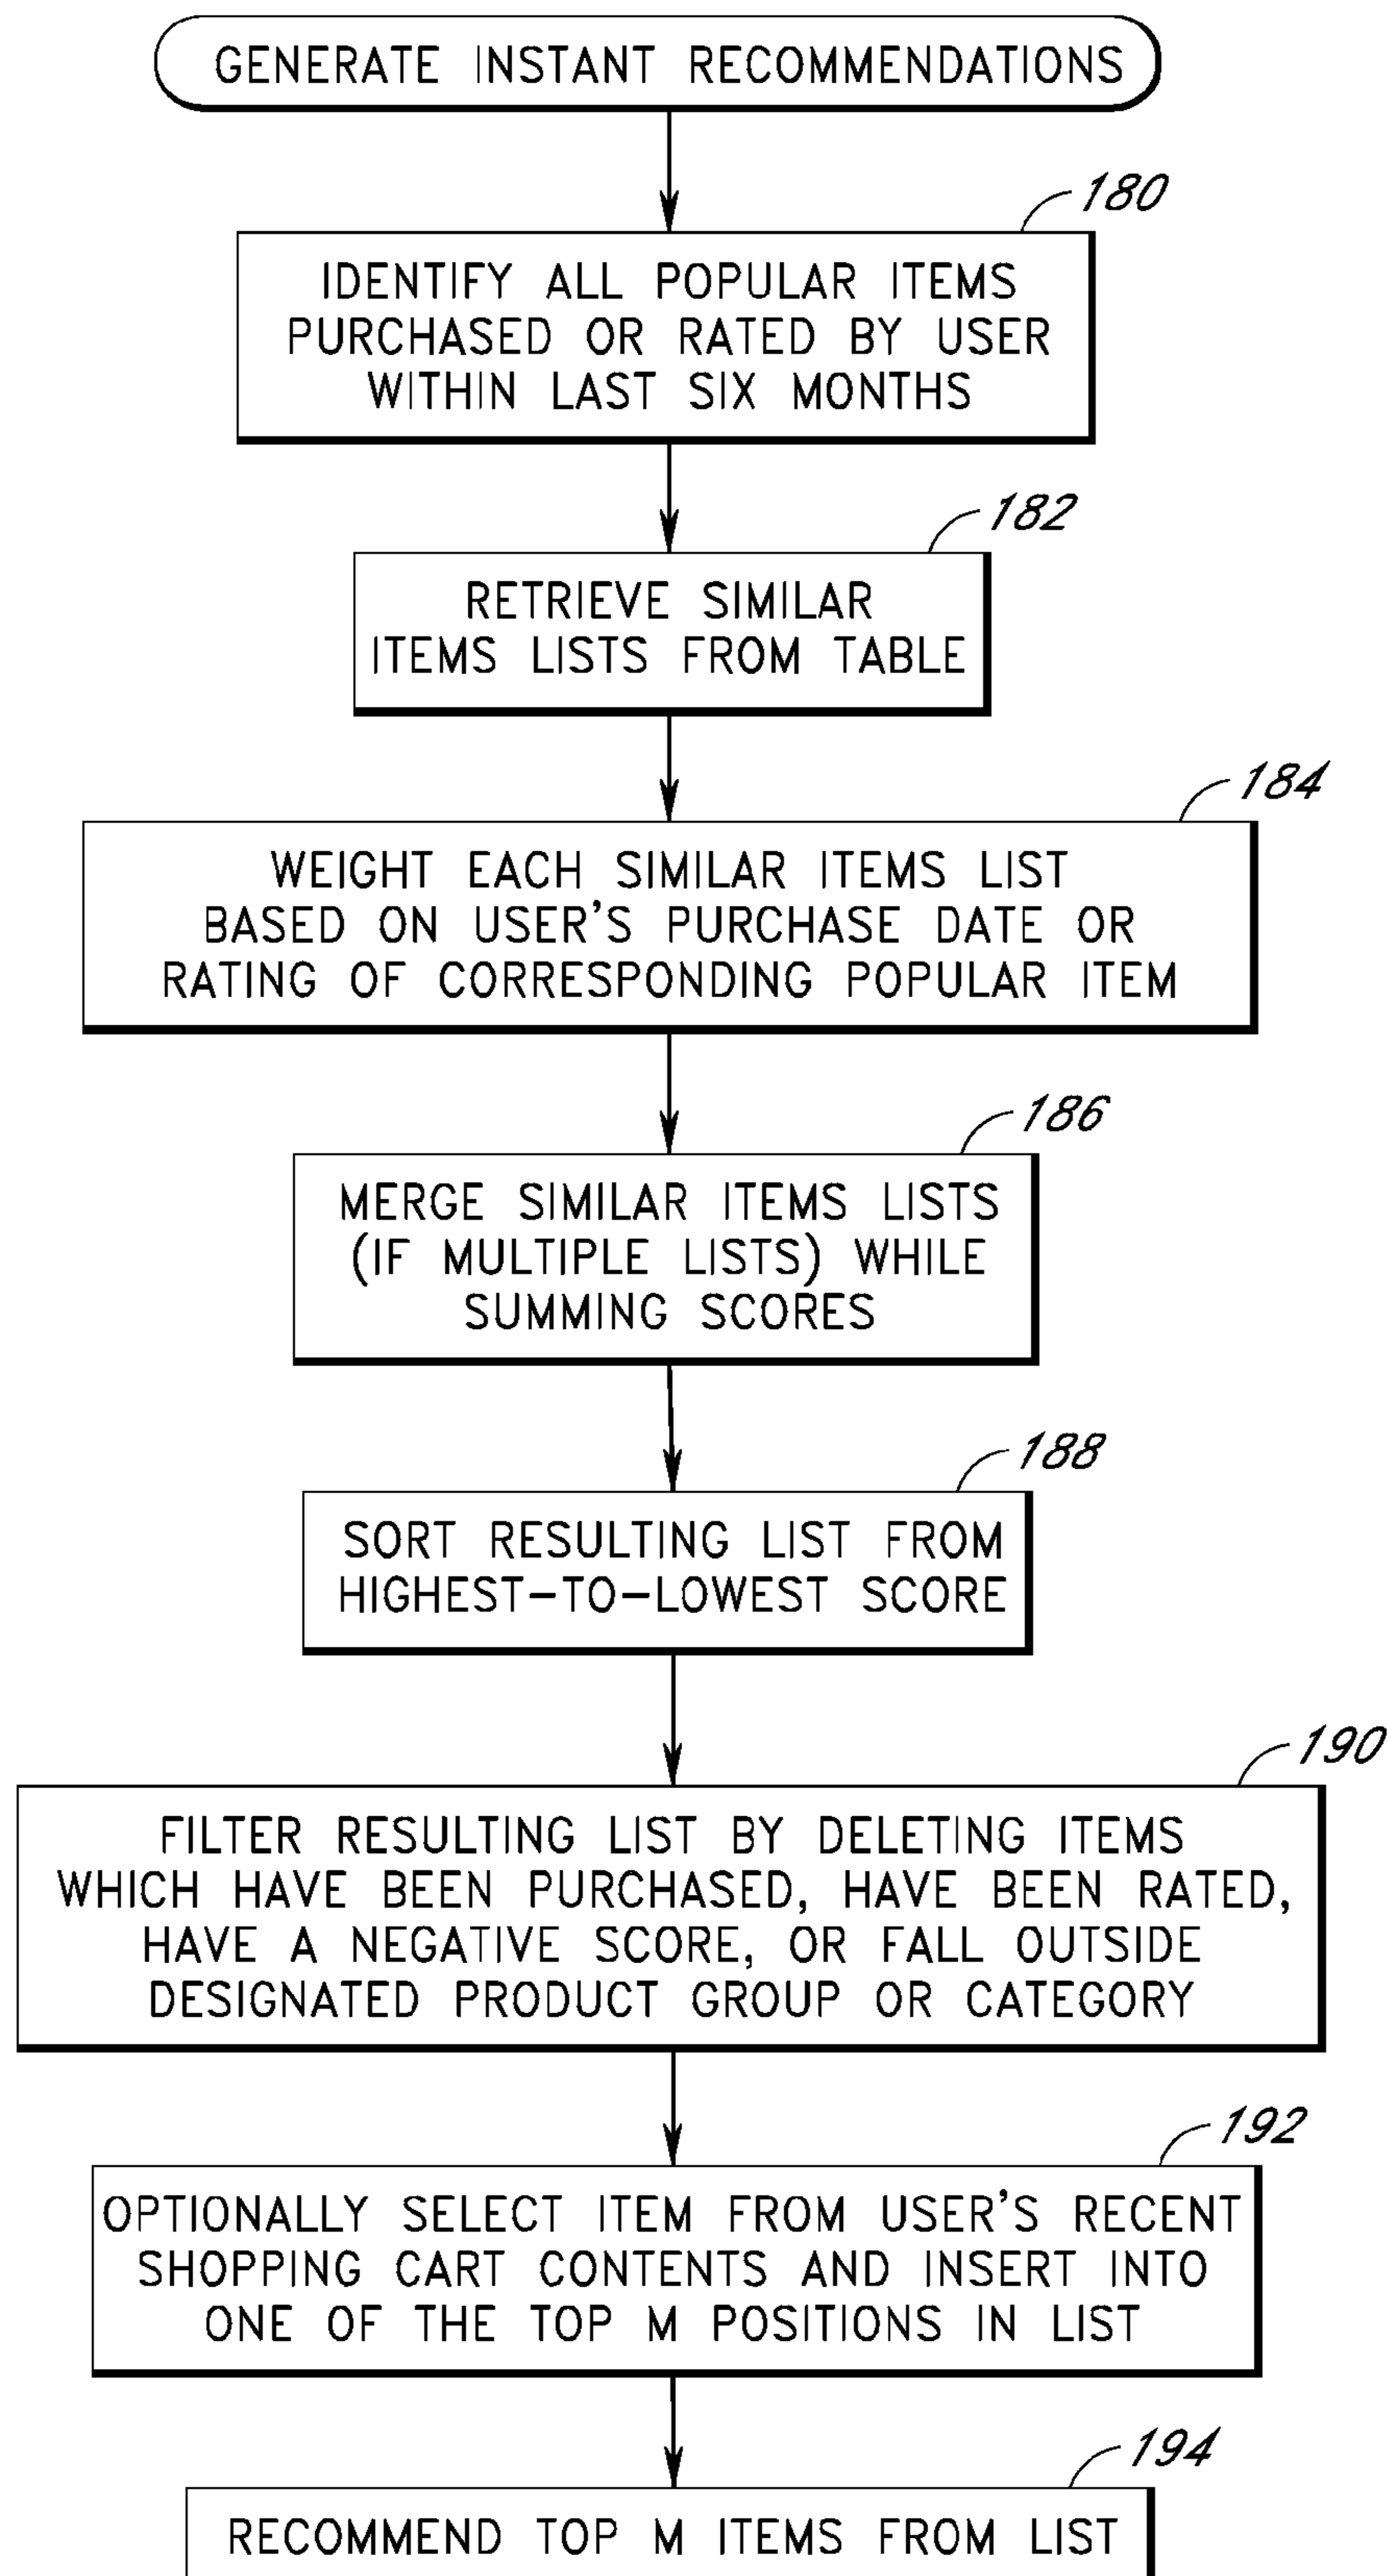 GENERATE INSTANT RECOMMENDATIONS
180
IDENTIFY ALL POPULAR ITEMS
PURCHASED OR RATED BY USER
WITHIN LAST SIX MONTHS
182
RETRIEVE SIMILAR
ITEMS LISTS FROM TABLE
184
WEIGHT EACH SIMILAR ITEMS LIST
BASED ON USER'S PURCHASE DATE OR
RATING OF CORRESPONDING POPULAR ITEM
186
MERGE SIMILAR ITEMS LISTS
(IF MULTIPLE LISTS) WHILE
SUMMING SCORES
188
SORT RESULTING LIST FROM
HIGHEST-TO-LOWEST SCORE
190
FILTER RESULTING LIST BY DELETING ITEMS
WHICH HAVE BEEN PURCHASED, HAVE BEEN RATED,
HAVE A NEGATIVE SCORE, OR FALL OUTSIDE
DESIGNATED PRODUCT GROUP OR CATEGORY
192
OPTIONALLY SELECT ITEM FROM USER'S RECENT
SHOPPING CART CONTENTS AND INSERT INTO
ONE OF THE TOP M POSITIONS IN LIST
194
RECOMMEND TOP M ITEMS FROM LIST